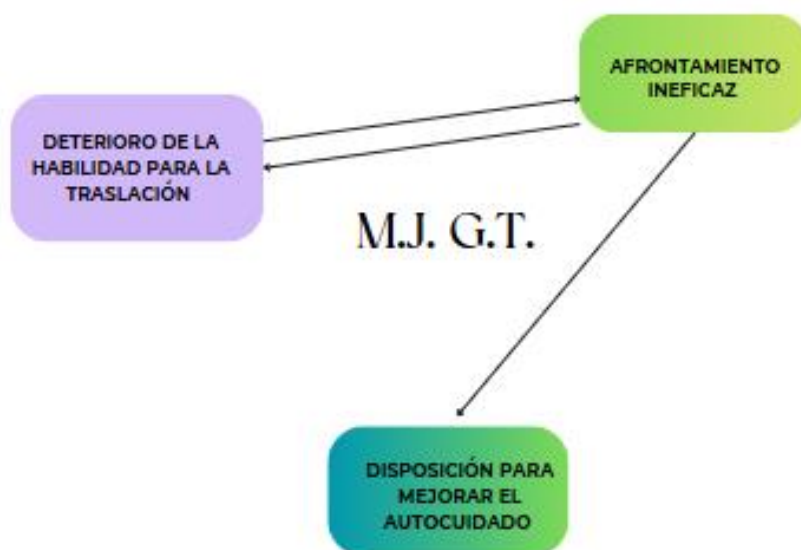 AFRONTAMIENTO
INEFICAZ
DETERIORO DE LA
HABILIDAD PARA LA
TRASLACIÓN
M.J. G.T.
DISPOSICIÓN PARA
MEJORAR EL
AUTOCUIDADO